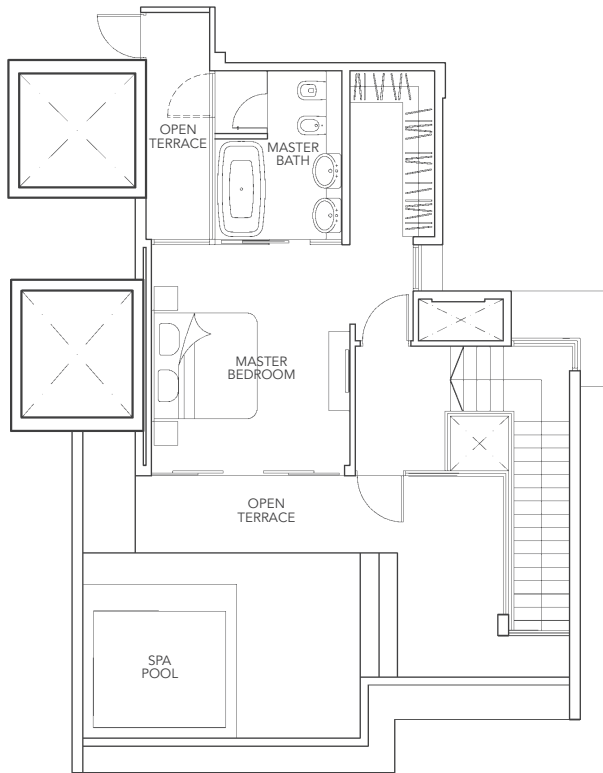 OPEN
TERRACE
MASTER
BATH
MASTER
BEDROOM
OPEN
TERRACE
SPA
POOL